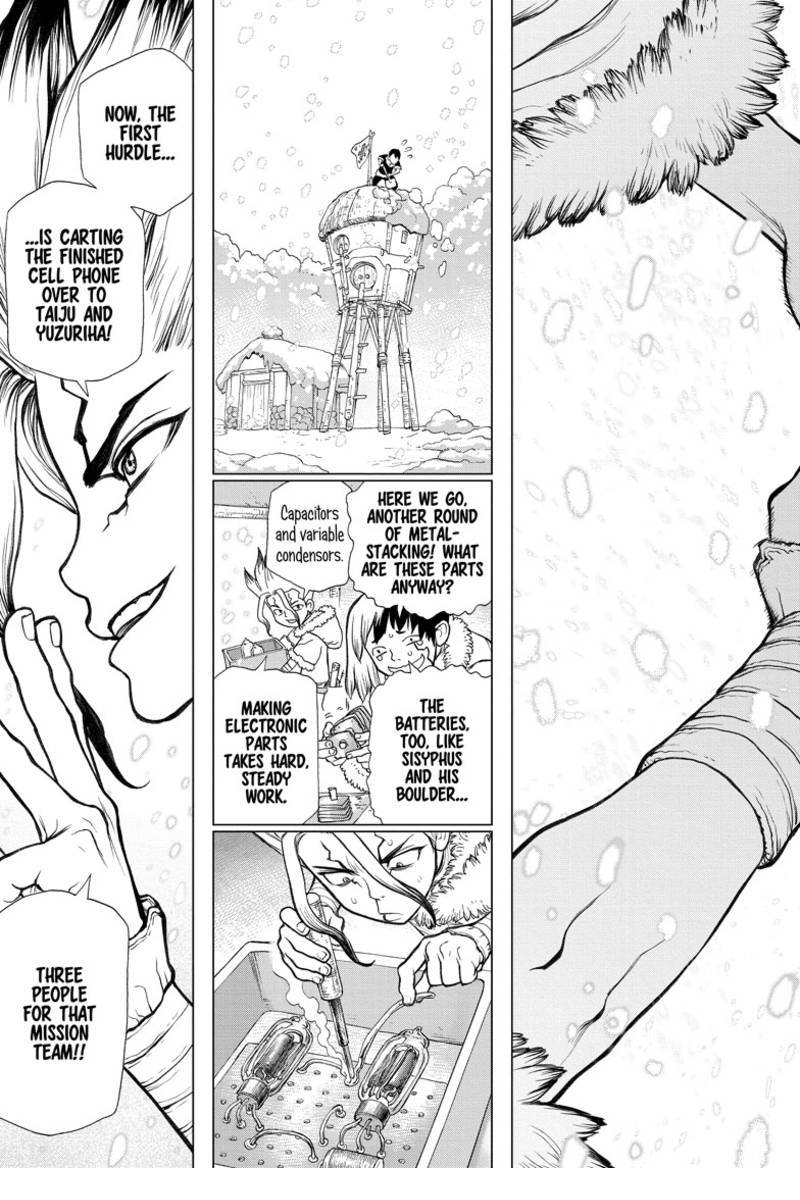 HERE WE GO,
ANOTHER ROUND
OF METAL-
STACKING! WHAT
ARE THESE PARTS
ANYWAY?
Capacitors
and variable
condensors.
THE
BATTERIES,
TOO, LIKE
SISYPHUS
AND HIS
BOULDER...
MAKING
ELECTRONIC
PARTS
TAKES HARD,
STEADY
WORK.
NOW, THE
FIRST
HURDLE...
...IS CARTING
THE FINISHED
CELL PHONE
OVER TO
TAIJU AND
YUZURIHA!
THREE
PEOPLE
FOR THAT
MISSION
TEAM!!